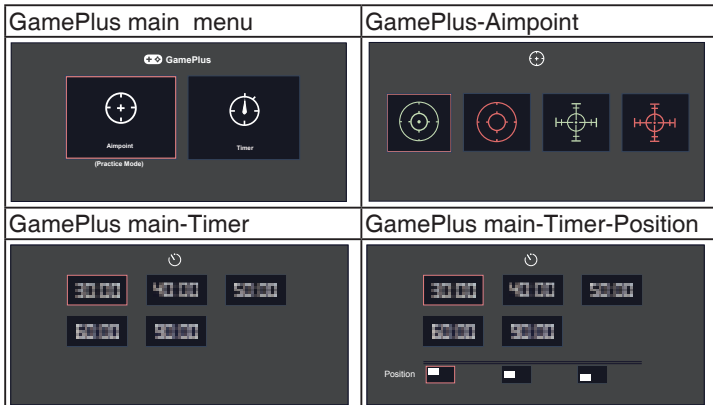 GamePlus main menu
GamePlus-Aimpoint
GamePlus
Aimpoint
Timer
(Practice Mode)
GamePlus main-Timer
GamePlus main-Timer-Position
30:00 40:00 50:00
60:00 90:00
30:00 40:00 50:00
60:00 90:00
Position